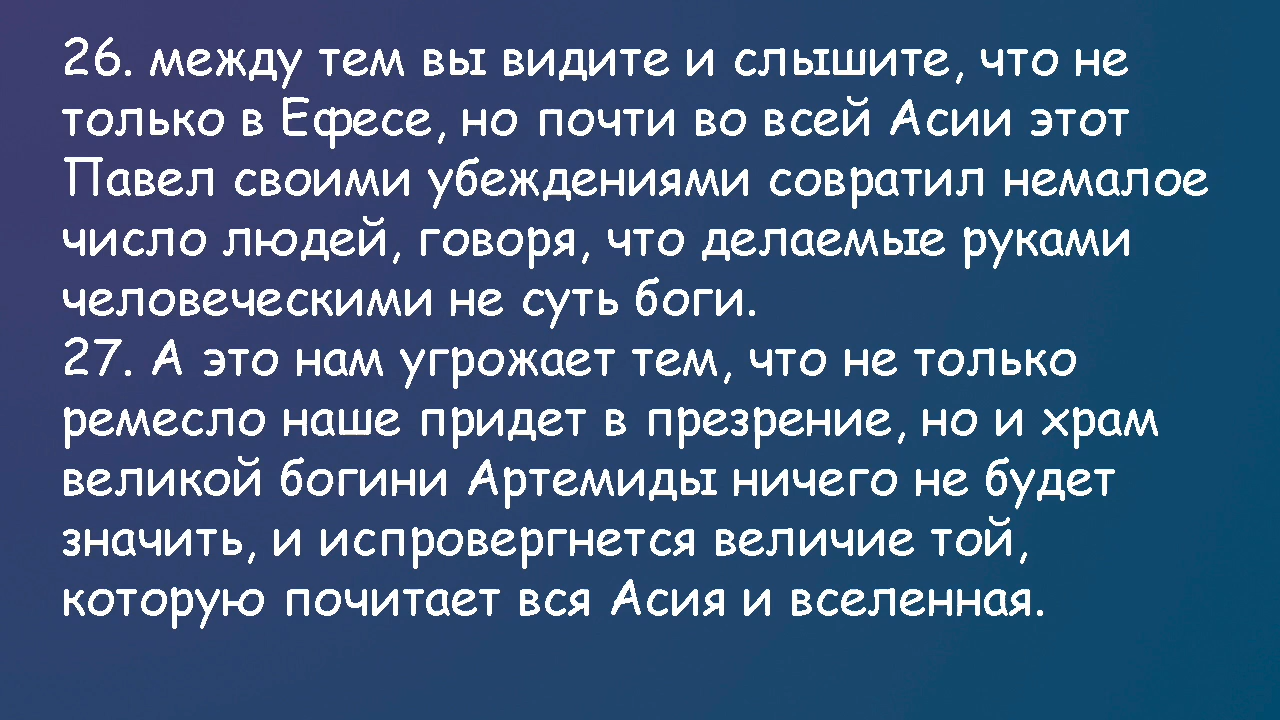 26. между тем вы видите и слышите, что не
только в Ефесе, но почти во всей Асии этот
Павел своими убеждениями совратил немалое
число людей, говоря, что делаемые руками
человеческими не суть боги.
27. А это нам угрожает тем, что не только
ремесло наше придет в презрение, но и храм
великой богини Артемиды ничего не будет
значить, и испровергнется величие той,
которую почитает вся Асия и вселенная.